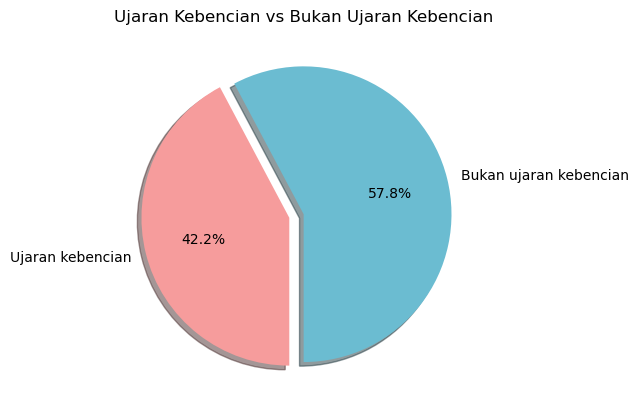 Ujaran Kebencian vs Bukan Ujaran Kebencian
Bukan ujaran kebencian
57.8%
42.2%
Ujaran kebencian